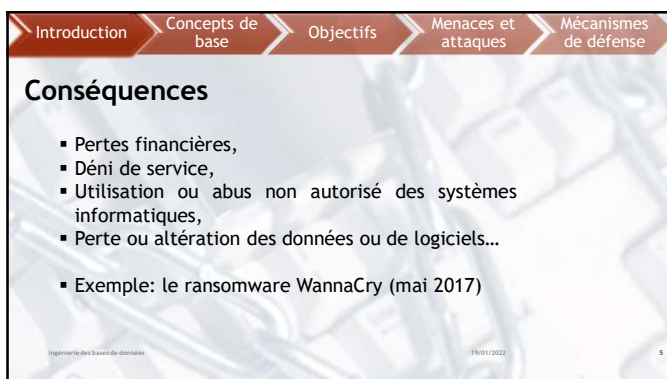 Introduction
Concepts de
base
Objectifs
Menaces et
attaques
Mécanismes
de défense
Conséquences
▪ Pertes financières,
▪ Déni de service,
▪ Utilisation ou abus non autorisé des systèmes
informatiques,
▪ Perte ou altération des données ou de logiciels…
▪ Exemple: le ransomware WannaCry (mai 2017)
Ingénierie des bases de données
19/01/2022
5